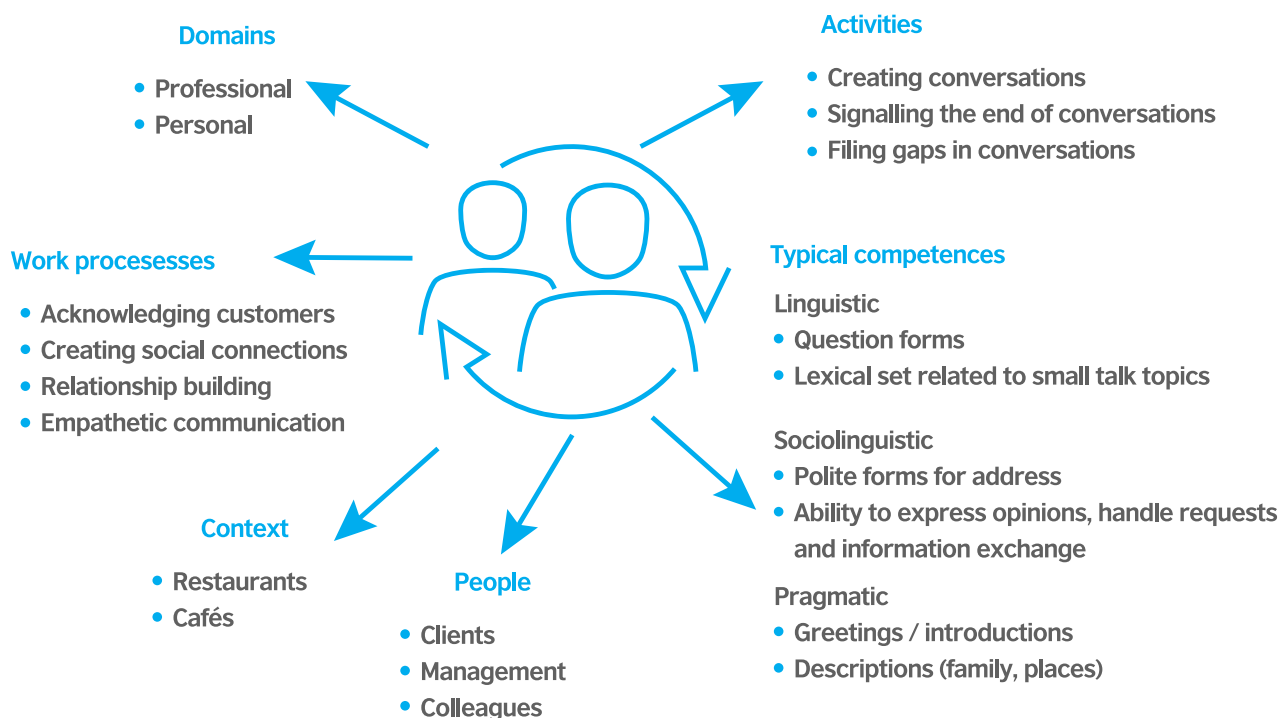 Domains
• Professional
• Personal
Activities
• Creating conversations
• Signalling the end of conversations
• Filing gaps in conversations
Work procesesses
• Acknowledging customers
• Creating social connections
• Relationship building
• Empathetic communication
Typical competences
Linguistic
• Question forms
• Lexical set related to small talk topics
Sociolinguistic
• Polite forms for address
• Ability to express opinions, handle requests
and information exchange
Pragmatic
• Greetings / introductions
• Descriptions (family, places)
Context
• Restaurants
• Cafés
People
• Clients
• Management
• Colleagues